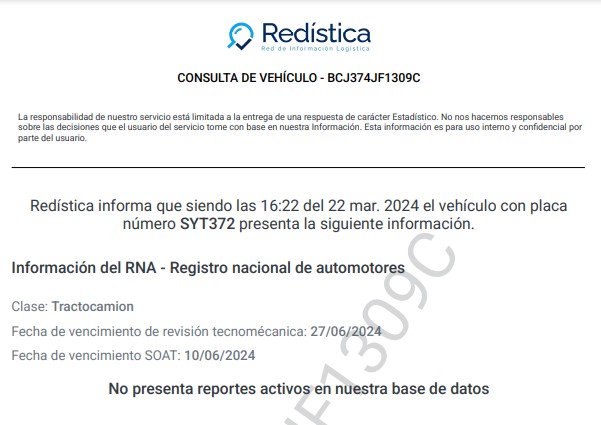 Redística
Red de Información Logística
CONSULTA DE VEHÍCULO - BCJ374JF1309C
La responsabilidad de nuestro servicio está limitada a la entrega de una respuesta de carácter Estadístico. No nos hacemos responsables
sobre las decisiones que el usuario del servicio tome con base en nuestra Información. Esta información es para uso interno y confidencial por
parte del usuario.
Redística informa que siendo las 16:22 del 22 mar. 2024 el vehículo con placa
número SYT372 presenta la siguiente información.
Información del RNA - Registro nacional de automotores
Clase: Tractocamion
Fecha de vencimiento de revisión tecnomécanica: 27/06/2024
Fecha de vencimiento SOAT: 10/06/2024
No presenta reportes activos en nuestra base de datos
JF1309C